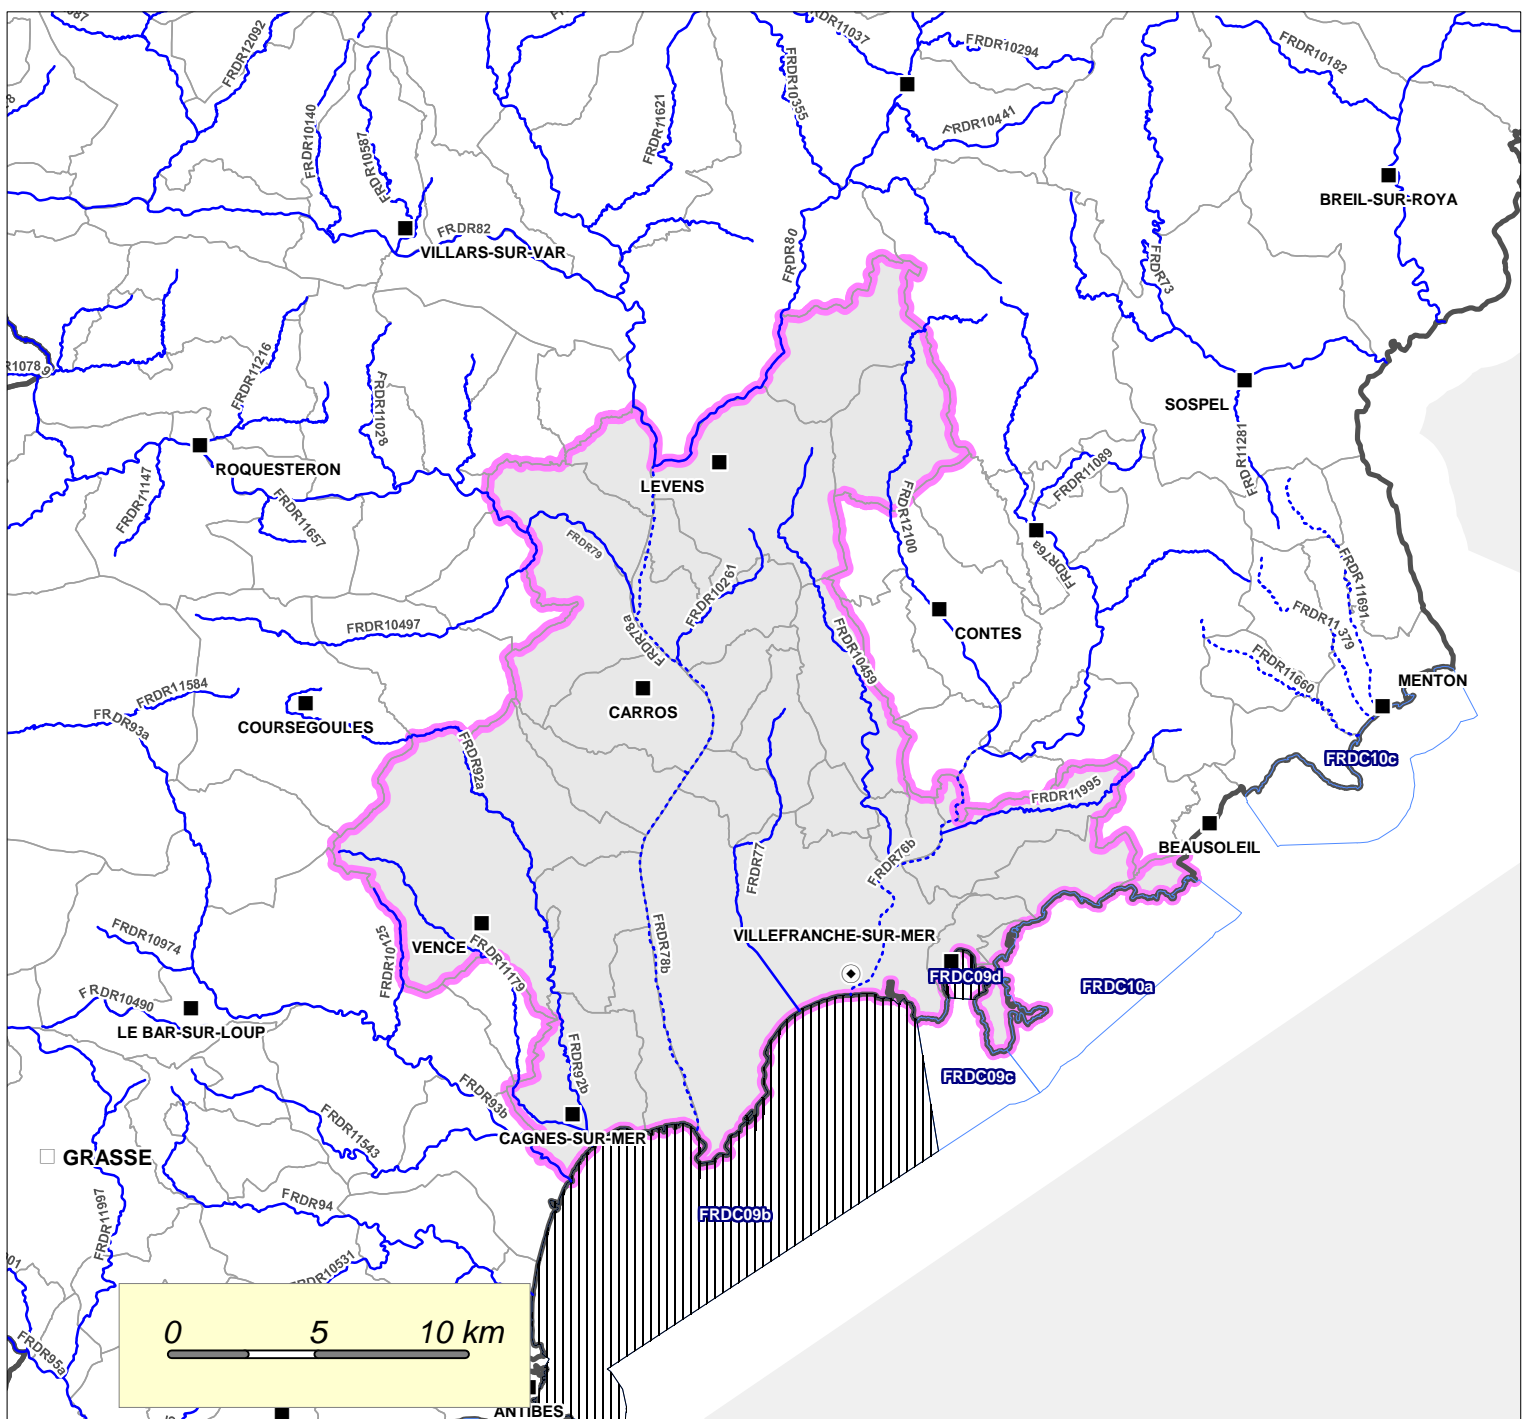 FRDR12092
FRDR11037
FRDR10294
FRDR10182
FRDR10140
FRDR10587
FRDR11621
FRDR10355
FRDR10441
BREIL-SUR-ROYA
FRDR82
VILLARS-SUR-VAR
FRDR80
FRDR73
FRDR11216
FRDR11028
SOSPEL
FRDR11281
ROQUESTERON
LEVENS
FRDR11147
FRDR11657
FRDR11089
FRDR12100
FRDR79
FRDR76a
FRDR10261
FRDR11691
FRDR10497
FRDR78a
FRDR10459
CONTES
FRDR11379
FRDR11660
MENTON
FRDR11584
FRDR93a
COURSEGOULES
CARROS
FRDC10c
FRDR92a
FRDR11995
BEAUSOLEIL
FRDR77
FRDR76b
FRDR10974
FRDR10125
VENCE
FRDR11179
FRDR78b
VILLEFRANCHE-SUR-MER
FRDC09d
FRDC10a
FRDR10490
LE BAR-SUR-LOUP
FRDR93b
FRDR92b
FRDC09c
FRDR11543
CAGNES-SUR-MER
GRASSE
FRDR11997
FRDR94
FRDC09b
FRDR10531
0 5 10 km
FRDR95a
ANTIBES